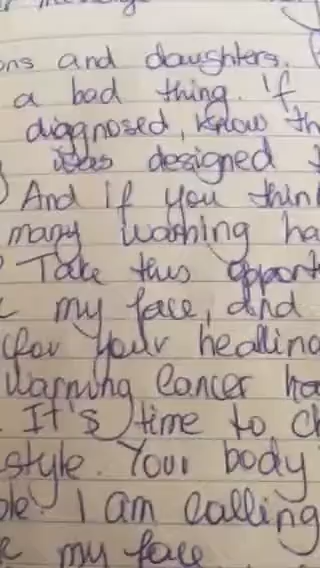 ons and daughters.
a bad thing. If
diagnosed, know th
was designed
And if you thin
many warning ha
Take this opport
my face, and
for your healing
Warning Cancer ha
. It's time to ch
style. Your body
ble. I am calling
my face